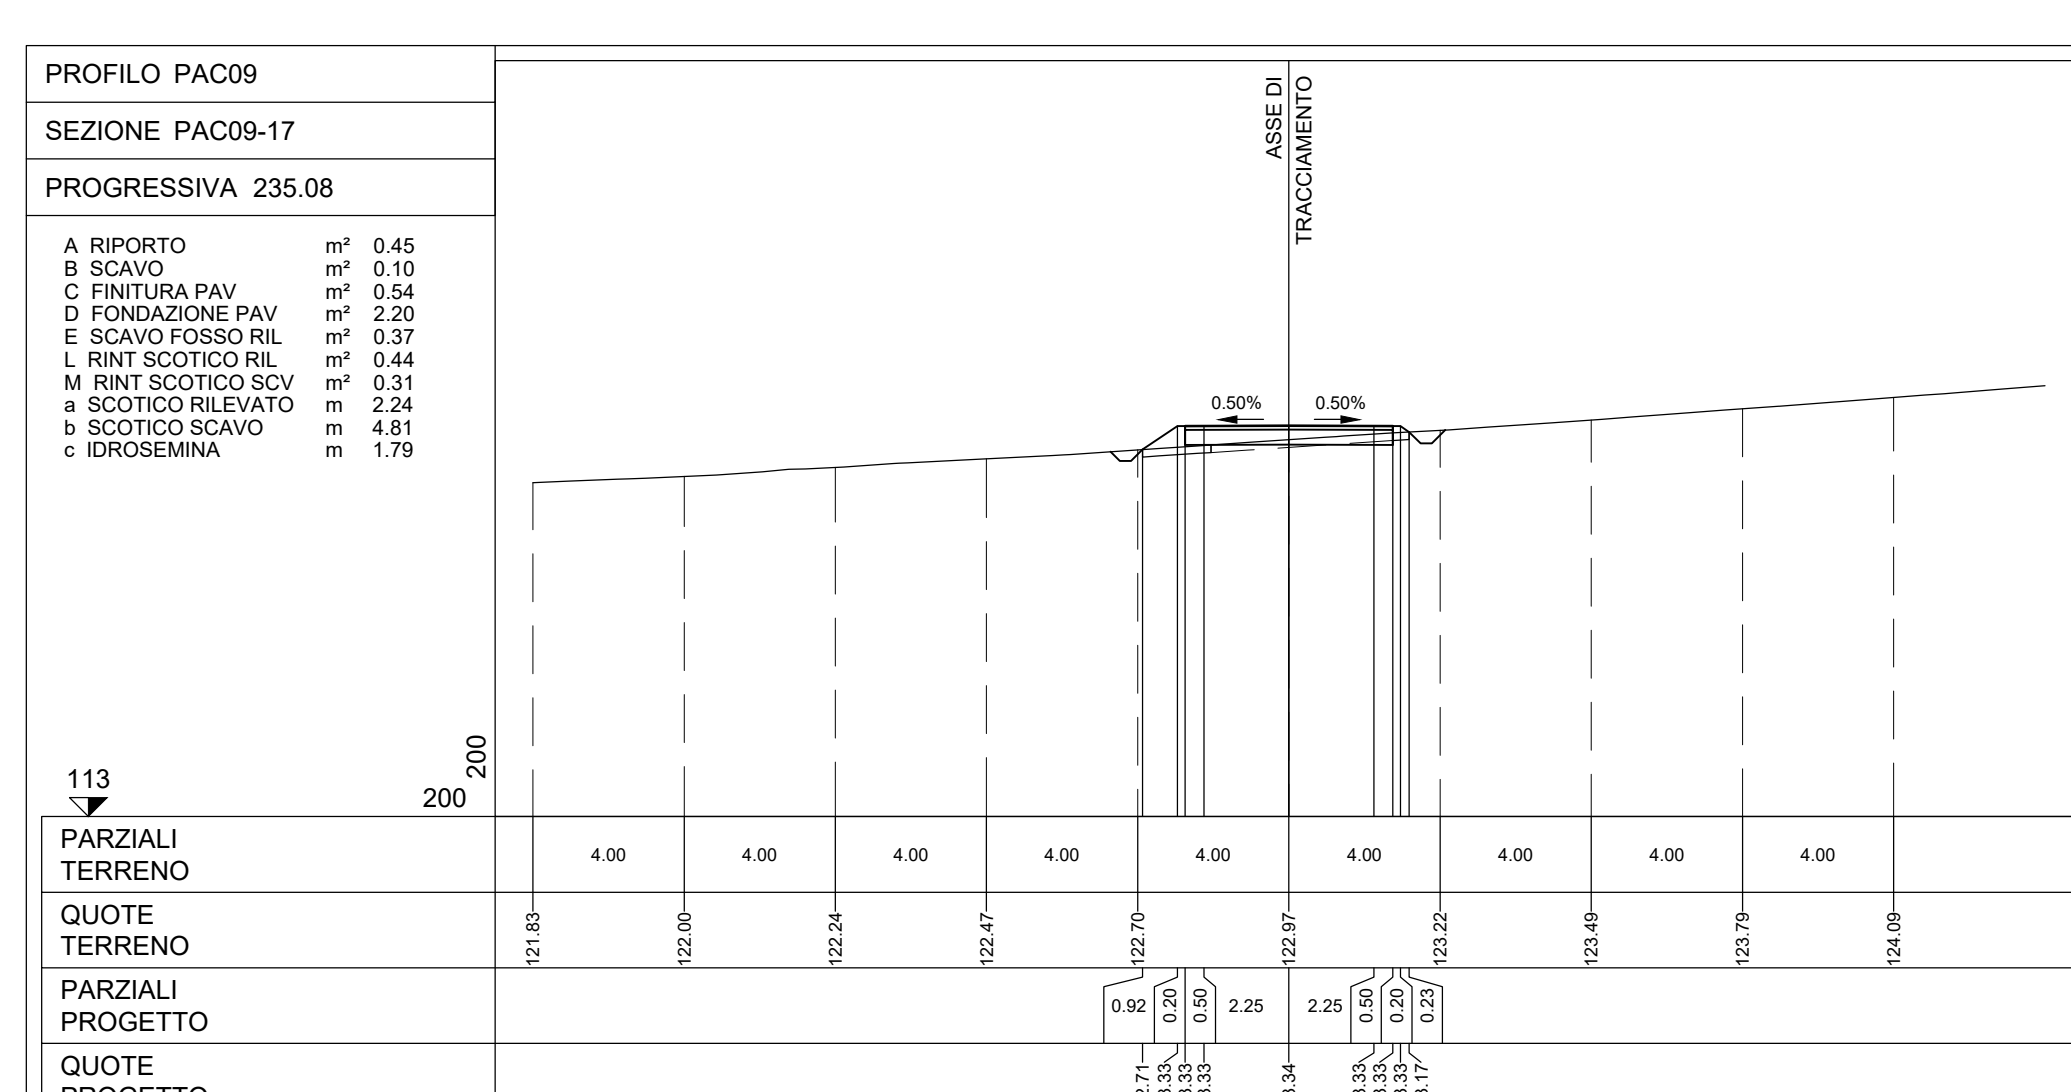 PROFILO PAC09
SEZIONE PAC09-17
PROGRESSIVA 235.08
A RIPORTO m² 0.45
B SCAVO m² 0.10
C FINITURA PAV m² 0.54
D FONDAZIONE PAV m² 2.20
E SCAVO FOSSO RIL m² 0.37
L RINT SCOTICO RIL m² 0.44
M RINT SCOTICO SCV m² 0.31
a SCOTICO RILEVATO m 2.24
b SCOTICO SCAVO m 4.81
c IDROSEMINA m 1.79
ASSE DI
TRACCIAMENTO
0.50% 0.50%
113
200
200
PARZIALI
TERRENO
4.00 4.00 4.00 4.00 4.00 4.00 4.00 4.00 4.00
QUOTE
TERRENO
121.83 122.00 122.24 122.47 122.70 122.97 123.22 123.49 123.79 124.09
PARZIALI
PROGETTO
0.92 0.20 0.50 2.25 2.25 0.50 0.20 0.23
QUOTE
PROGETTO